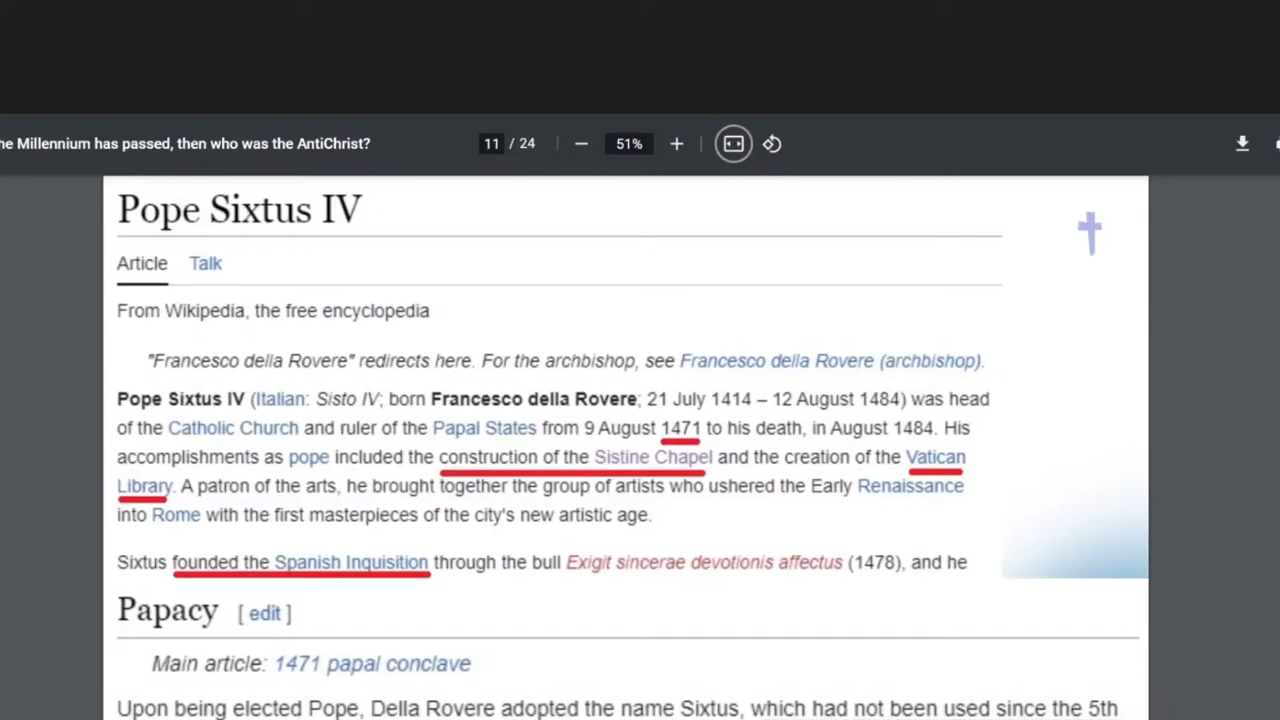 he Millennium has passed, then who was the AntiChrist?
11 / 24
51%
Pope Sixtus IV
Article Talk
From Wikipedia, the free encyclopedia
"Francesco della Rovere" redirects here. For the archbishop, see Francesco della Rovere (archbishop).
Pope Sixtus IV (Italian: Sisto IV; born Francesco della Rovere; 21 July 1414 – 12 August 1484) was head
of the Catholic Church and ruler of the Papal States from 9 August 1471 to his death, in August 1484. His
accomplishments as pope included the construction of the Sistine Chapel and the creation of the Vatican
Library. A patron of the arts, he brought together the group of artists who ushered the Early Renaissance
into Rome with the first masterpieces of the city's new artistic age.
Sixtus founded the Spanish Inquisition through the bull Exigit sincerae devotionis affectus (1478), and he
Papacy [ edit ]
Main article: 1471 papal conclave
Upon being elected Pope, Della Rovere adopted the name Sixtus, which had not been used since the 5th